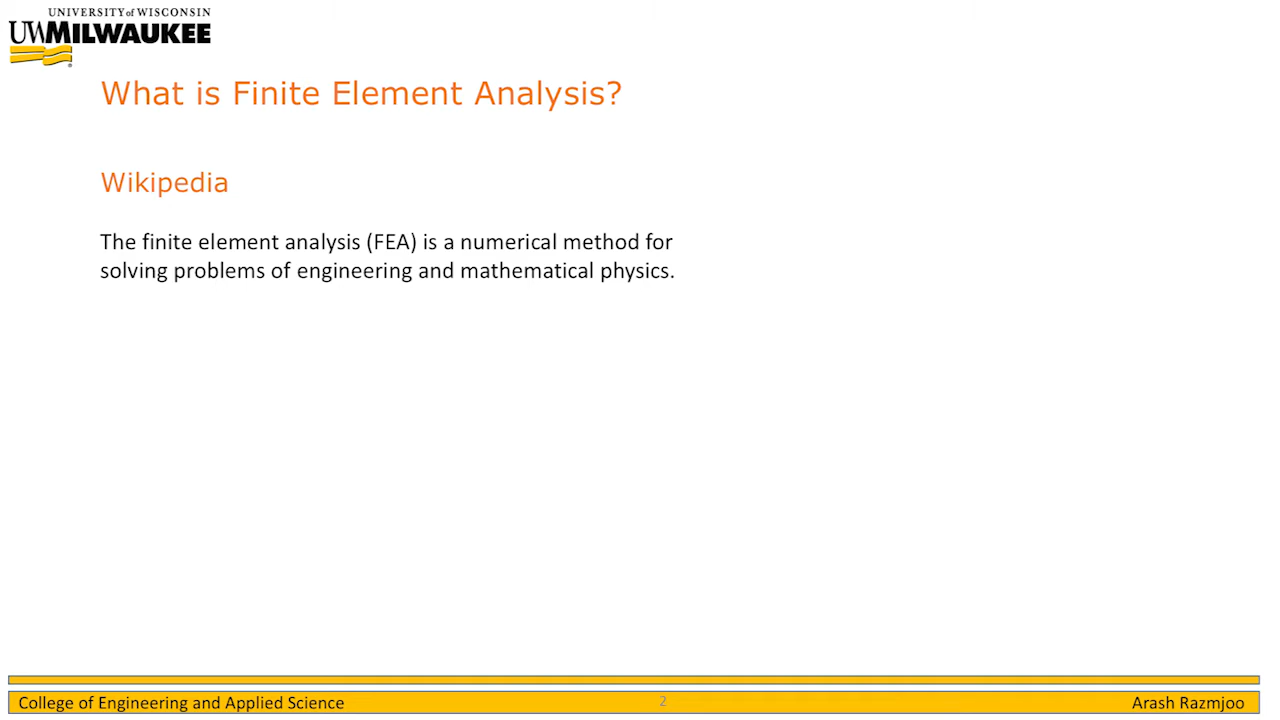 UNIVERSITY of WISCONSIN
UWMILWAUKEE
What is Finite Element Analysis?
Wikipedia
The finite element analysis (FEA) is a numerical method for
solving problems of engineering and mathematical physics.
College of Engineering and Applied Science
2
Arash Razmjoo